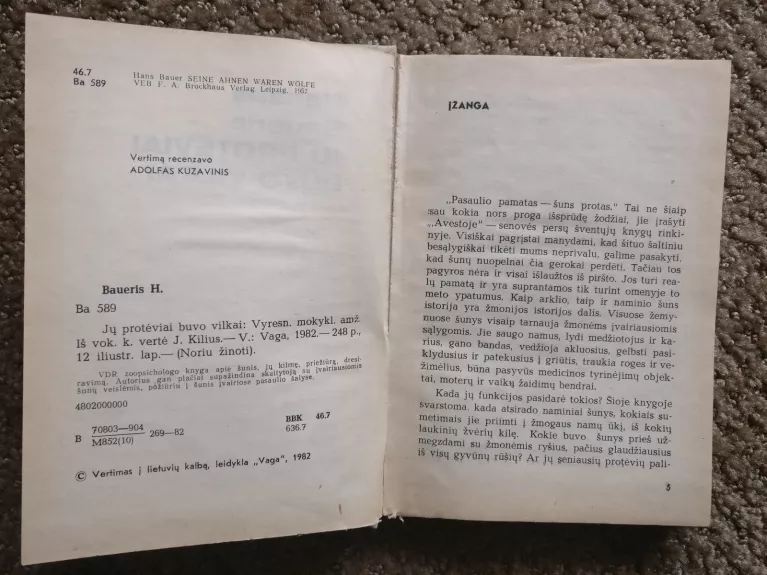 46.7
Ba 589
Hans Bauer SEINE AHNEN WAREN WÖLFE
VEB F. A. Brockhaus Verlag Leipzig, 1957
Vertimą recenzavo
ADOLFAS KUZAVINIS
Baueris H.
Ba 589
Jų protėviai buvo vilkai: Vyresn. mokykl. amž.
Iš vok. k. vertė J. Kilius.— V.: Vaga, 1982.— 248 p.,
12 iliustr. lap.— (Noriu žinoti).
VDR zoopsichologo knyga apie šunis, jų kilmę, priežiūrą, dresi-
ravimą. Autorius gan plačiai supažindina skaitytoją su įvairiausiomis
šunų veislėmis, požiūriu į šunis įvairiose pasaulio šalyse.
4802000000
BBK 46.7
636.7
B 70803—904
M852(10) 269—82
© Vertimas į lietuvių kalbą, leidykla „Vaga", 1982
ĮŽANGA
„Pasaulio pamatas — šuns protas." Tai ne šiaip
sau kokia nors proga išsprūdę žodžiai, jie įrašyti
„Avestoje" — senovės persų šventųjų knygų rinki-
nyje. Visiškai pagrįstai manydami, kad šituo šaltiniu
besąlygiškai tikėti mums neprivalu, galime pasakyti,
kad šunų nuopelnai čia gerokai perdėti. Tačiau tos
pagyros nėra ir visai išlaužtos iš piršto. Jos turi rea-
lų pamatą ir yra suprantamos tik turint omenyje to
meto ypatumus. Kaip arklio, taip ir naminio šuns
istorija yra žmonijos istorijos dalis. Visuose žemy-
nuose šunys visaip tarnauja žmonėms įvairiausiomis
sąlygomis. Jie saugo namus, lydi medžiotojus ir ka-
rius, gano bandas, vedžioja akluosius, gelbsti pasi-
klydusius ir patekusius į griūtis, traukia roges ir ve-
žimėlius, būna pasyvūs medicinos tyrinėjimų objek-
tai, moterų ir vaikų žaidimų bendrai.
Kada jų funkcijos pasidarė tokios? Šioje knygoje
svarstoma, kada atsirado naminiai šunys, kokiais su-
metimais jie priimti į žmogaus namų ūkį, iš kokių
laukinių žvėrių kilę. Kokie buvo šunys prieš už-
megzdami su žmonėmis ryšius, pačius glaudžiausius
iš visų gyvūnų rūšių? Ar jų seniausių protėvių pali-
5